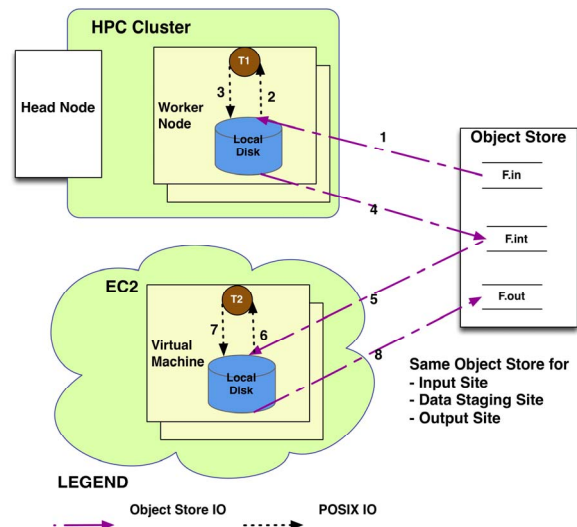 HPC Cluster
Head Node
T1
3
2
Worker
Node
Local
Disk
1
4
Object Store
F.in
F.int
F.out
EC2
T2
7
6
Virtual
Machine
Local
Disk
5
8
Same Object Store for
- Input Site
- Data Staging Site
- Output Site
LEGEND
Object Store IO
POSIX IO